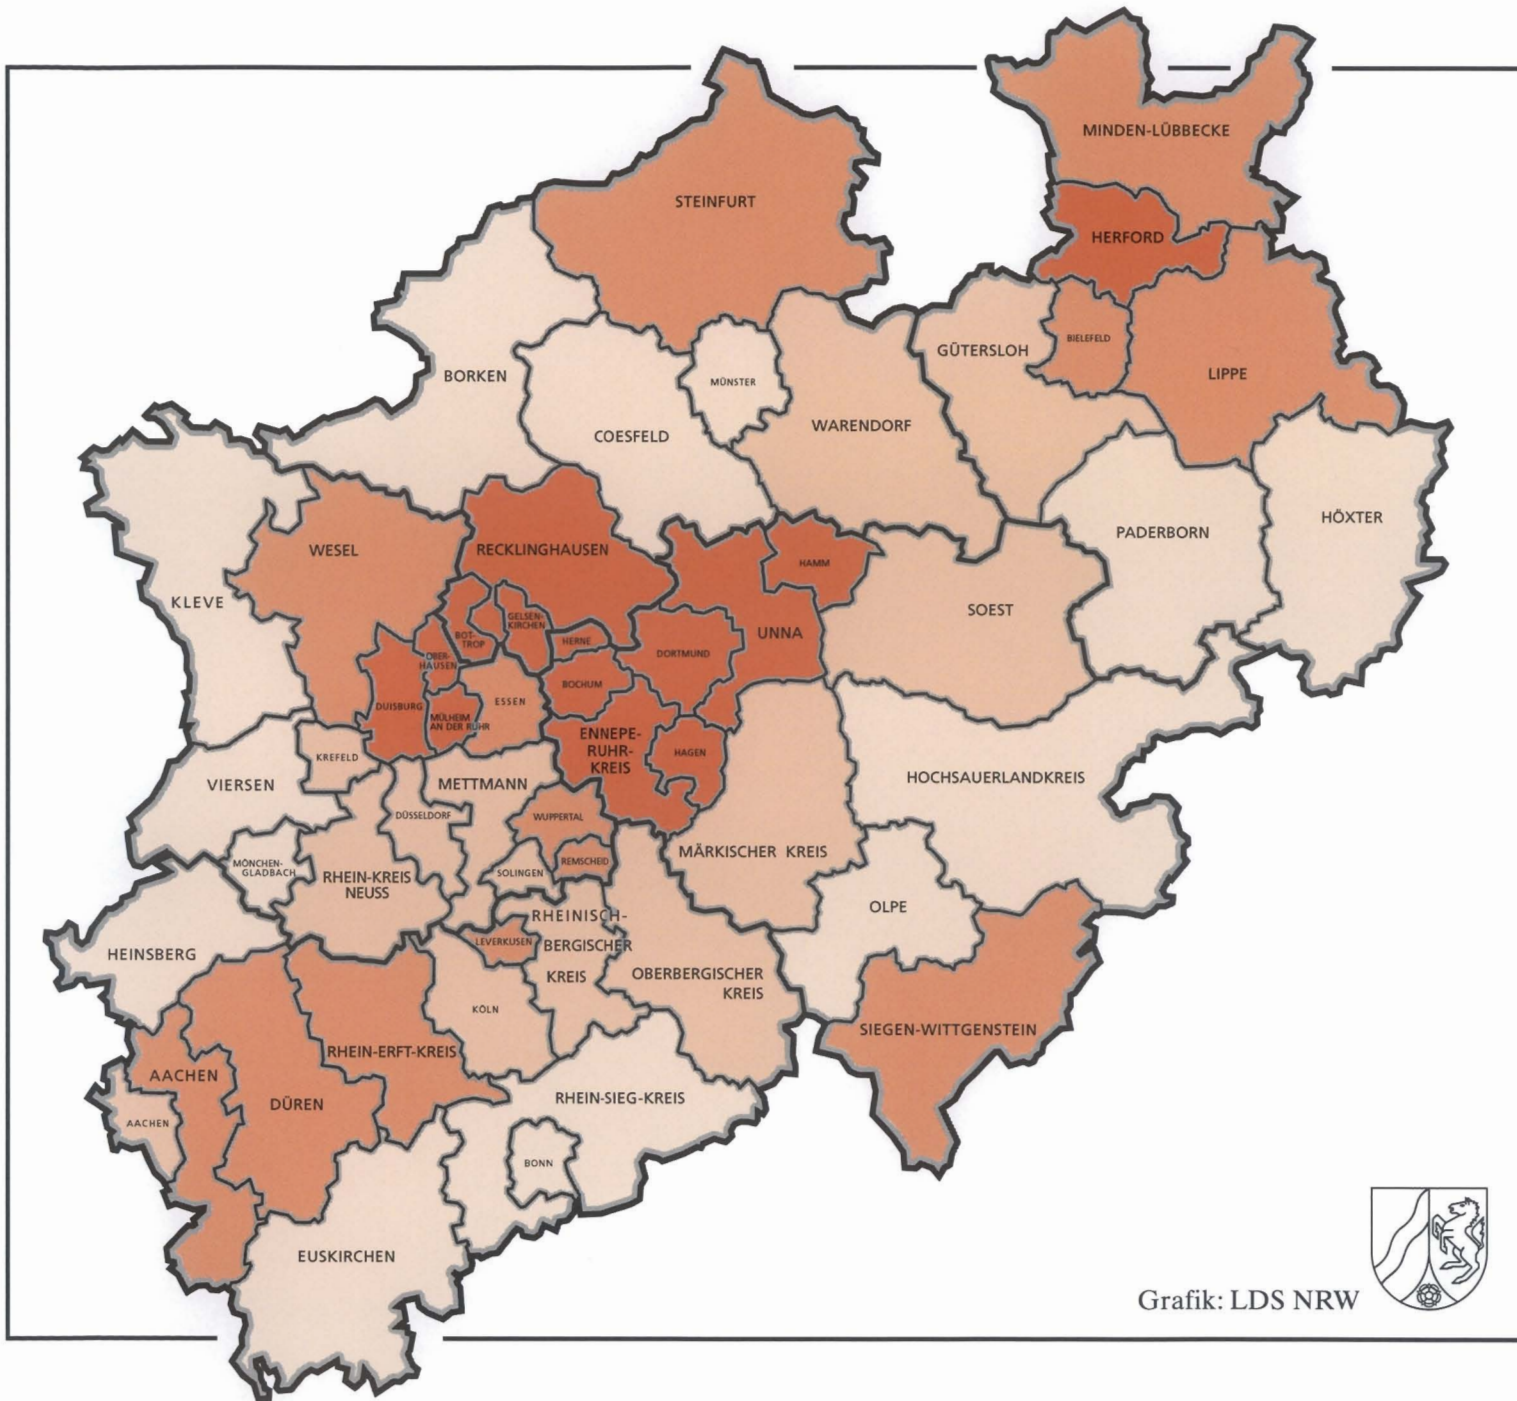 MINDEN-LÜBBECKE
STEINFURT
HERFORD
BIELEFELD
GÜTERSLOH
LIPPE
BORKEN
MÜNSTER
WARENDORF
COESFELD
HÖXTER
PADERBORN
WESEL
RECKLINGHAUSEN
HAMM
KLEVE
SOEST
GELSEN-
KIRCHEN
BOT-
TROP
HERNE
UNNA
DORTMUND
OBER-
HAUSEN
BOCHUM
ESSEN
DUISBURG
MÜLHEIM
AN DER RUHR
ENNEPE-
RUHR-
KREIS
HAGEN
KREFELD
VIERSEN
METTMANN
HOCHSAUERLANDKREIS
DÜSSELDORF
WUPPERTAL
MÄRKISCHER KREIS
MÖNCHEN-
GLADBACH
RHEIN-KREIS
NEUSS
SOLINGEN
REMSCHEID
OLPE
RHEINISCH-
BERGISCHER
KREIS
LEVERKUSEN
HEINSBERG
OBERBERGISCHER
KREIS
KÖLN
SIEGEN-WITTGENSTEIN
RHEIN-ERFT-KREIS
AACHEN
DÜREN
RHEIN-SIEG-KREIS
AACHEN
BONN
EUSKIRCHEN
Grafik: LDS NRW